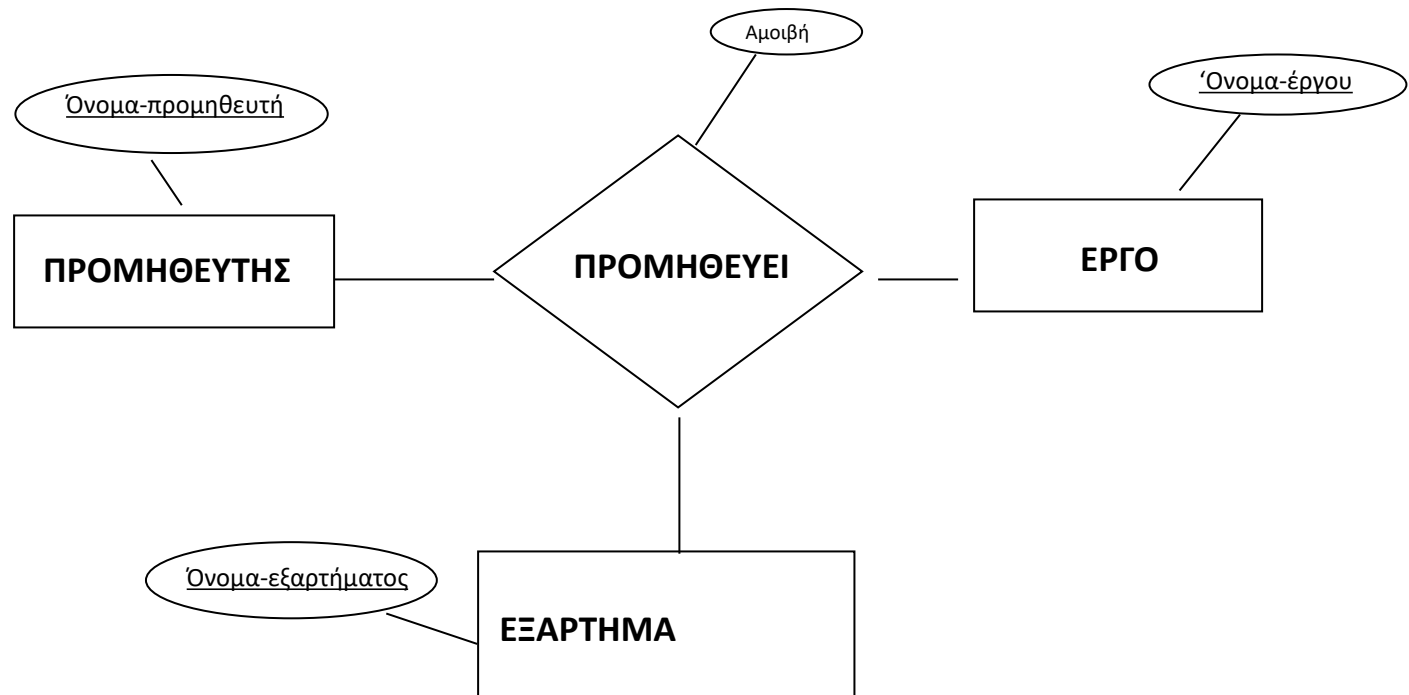 Αμοιβή
Όνομα-προμηθευτή
‘Ονομα-έργου
ΠΡΟΜΗΘΕΥΤΗΣ
ΠΡΟΜΗΘΕΥΕΙ
ΕΡΓΟ
Όνομα-εξαρτήματος
ΕΞΑΡΤΗΜΑ